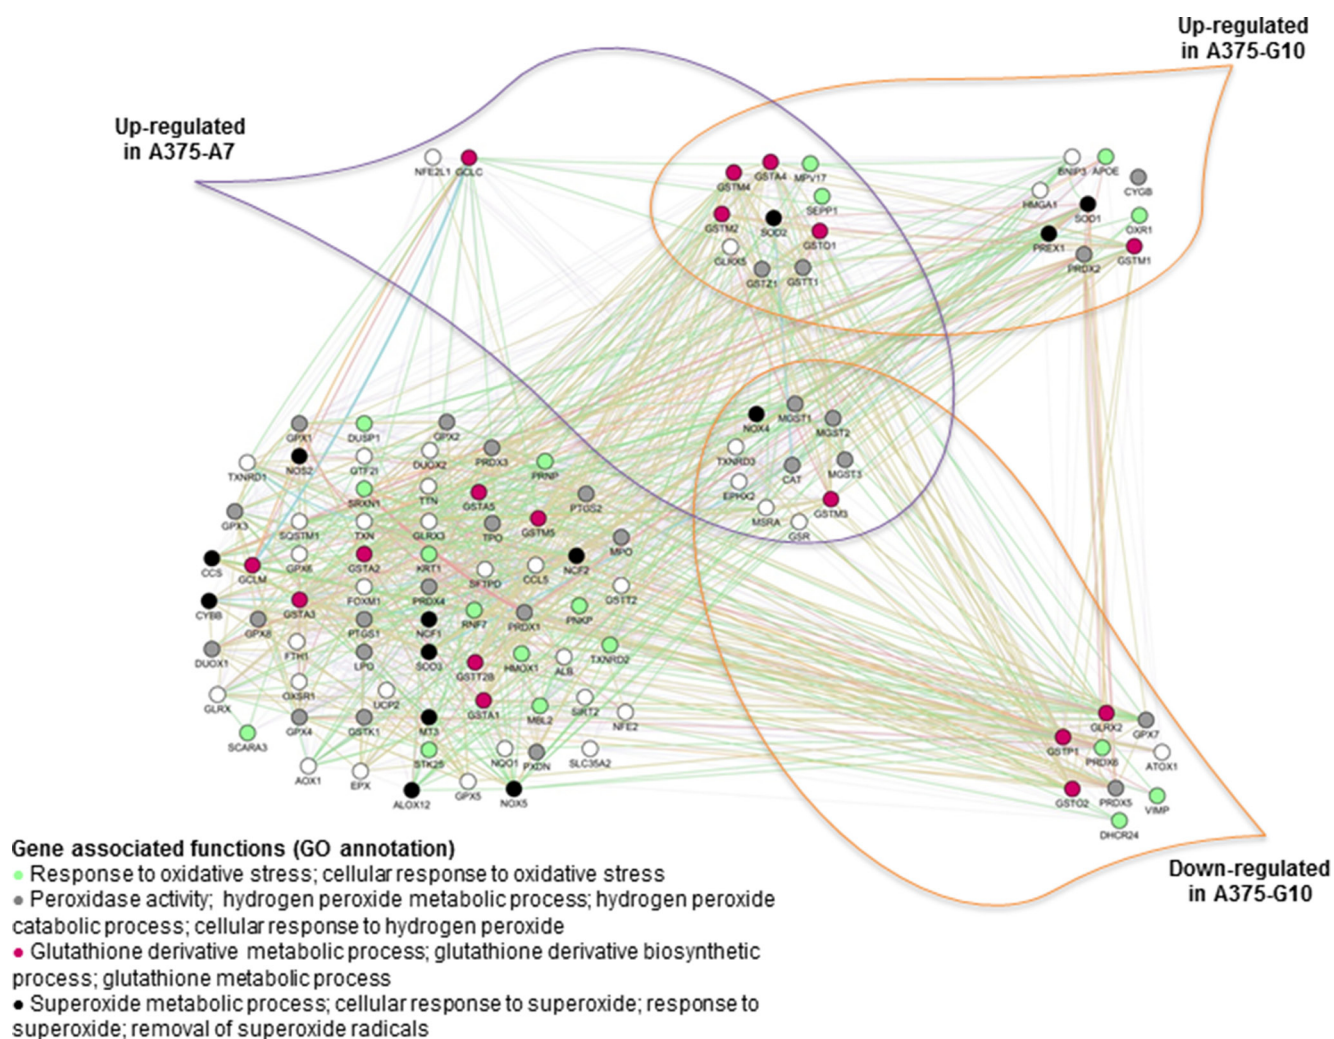 Up-regulated
in A375-G10
Up-regulated
in A375-A7
NFE2L1 GCLC
GSTM4 GSTA4 MPV17
SEPP1
GSTM2 SOD2 GSTO1
GLRX5
GSTZ1 GSTT1
BNIP3 APOE
CYGB
HMGA1 SOD1
OXR1
PREX1
PRDX2 GSTM1
NOX4 MGST1 MGST2
TXNRD3
CAT MGST3
EPHX2
MSRA GSTM3
GSR
GPX1 DUSP1 GPX2
TXNRD1 NOS2 GTF2I DUOX2 PRDX3 PRNP
SRXN1 TTN GSTA5 PTGS2
GPX3 SQSTM1 TXN GLRX3 TPO GSTM5 MPO
CCS GCLM GPX6 GSTA2 KRT1 SFTPD CCL5 NCF2
CYBB GSTA3 FOXM1 PRDX4 GSTT2
GPX8 PTGS1 NCF1 RNF7 PRDX1 PNKP
DUOX1 FTH1 LPO SOD3 GSTT2B HMOX1 ALB TXNRD2
GLRX OXSR1 UCP2 GSTA1 MBL2 SIRT2 NFE2
SCARA3 GPX4 GSTK1 MT3
AOX1 EPX STK25 NQO1 PXDN SLC35A2
ALOX12 GPX5 NOX5
GLRX2 GPX7
GSTP1 PRDX6 ATOX1
GSTO2 PRDX5 VIMP
DHCR24
Down-regulated
in A375-G10
Gene associated functions (GO annotation)
● Response to oxidative stress; cellular response to oxidative stress
● Peroxidase activity; hydrogen peroxide metabolic process; hydrogen peroxide
catabolic process; cellular response to hydrogen peroxide
● Glutathione derivative metabolic process; glutathione derivative biosynthetic
process; glutathione metabolic process
● Superoxide metabolic process; cellular response to superoxide; response to
superoxide; removal of superoxide radicals